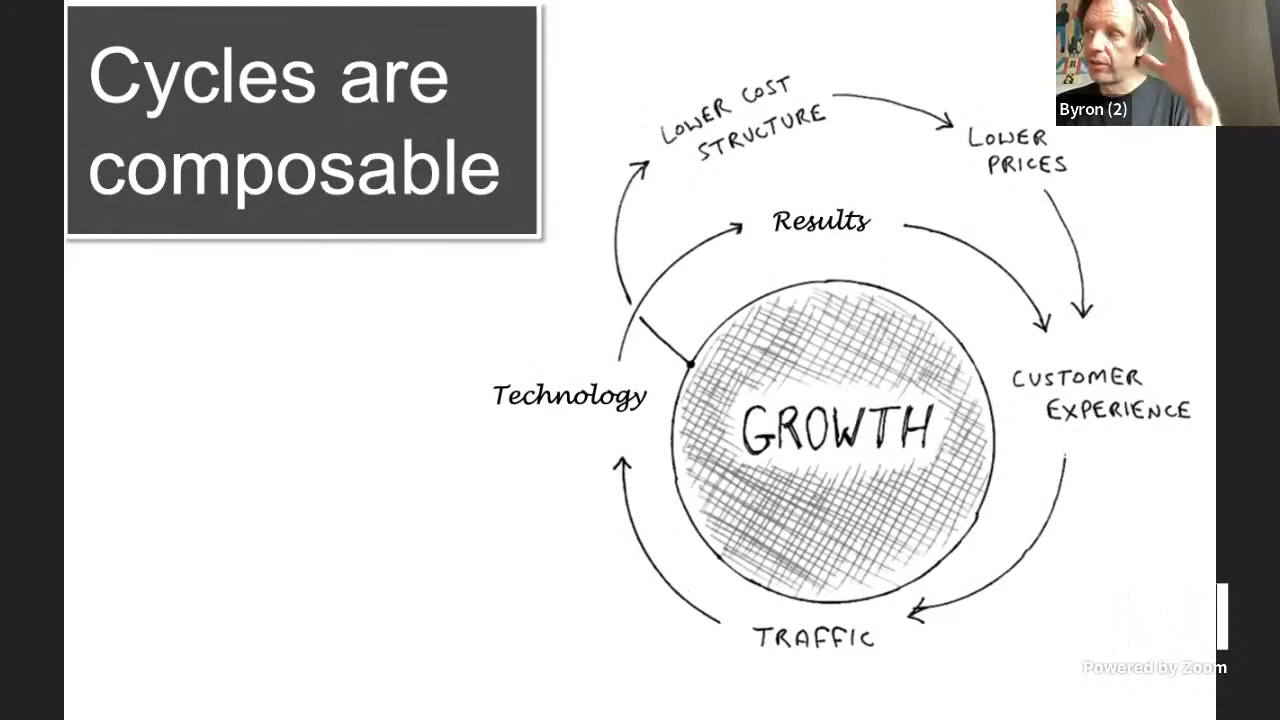 Cycles are
composable
Byron (2)
LOWER COST
STRUCTURE
LOWER
PRICES
Results
Technology
GROWTH
CUSTOMER
EXPERIENCE
TRAFFIC
Powered by Zoom